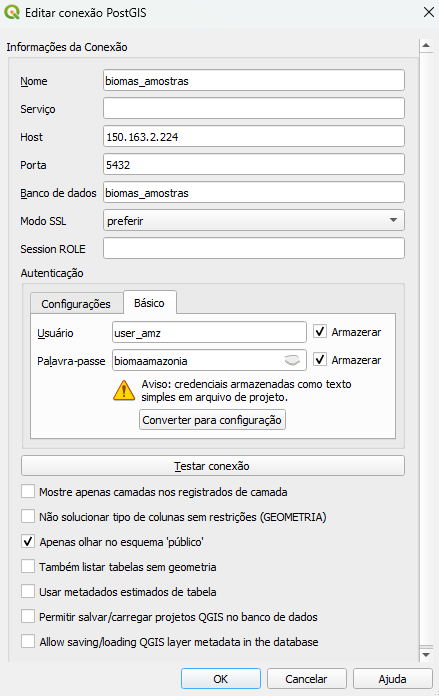 Editar conexão PostGIS
Informações da Conexão
Nome biomas_amostras
Serviço
Host 150.163.2.224
Porta 5432
Banco de dados biomas_amostras
Modo SSL preferir
Session ROLE
Autenticação
Configurações Básico
Usuário user_amz Armazerar
Palavra-passe biomaamazonia Armazerar
Aviso: credenciais armazenadas como texto
simples em arquivo de projeto.
Converter para configuração
Testar conexão
Mostre apenas camadas nos registrados de camada
Não solucionar tipo de colunas sem restrições (GEOMETRIA)
Apenas olhar no esquema 'público'
Também listar tabelas sem geometria
Usar metadados estimados de tabela
Permitir salvar/carregar projetos QGIS no banco de dados
Allow saving/loading QGIS layer metadata in the database
OK Cancelar Ajuda